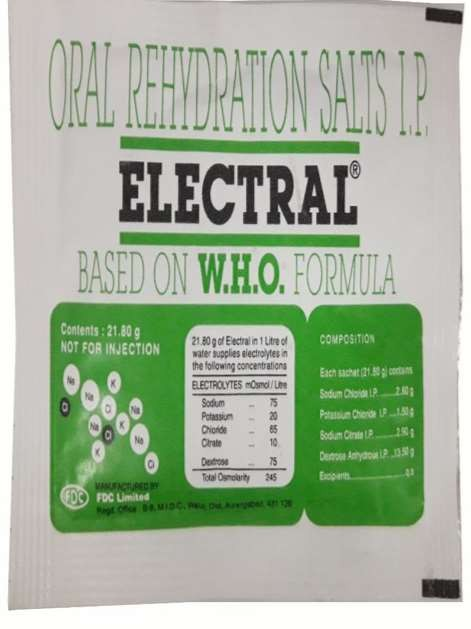 ORAL REHYDRATION SALTS I.P.
ELECTRAL®
BASED ON W.H.O. FORMULA
Contents : 21.80 g
NOT FOR INJECTION
Na
K
Na
Cl
Cl
K
Na
Na
Cl
Na
K
Cl
MANUFACTURED BY
FDC
FDC Limited
Regd. Office B-8, M.I.D.C., Waluj, Dist. Aurangabad, 431 136
21.80 g of Electral in 1 Litre of
water supplies electrolytes in
the following concentrations
ELECTROLYTES mOsmol / Litre
Sodium ... 75
Potassium ... 20
Chloride ... 65
Citrate ... 10
Dextrose ... 75
Total Osmolarity 245
COMPOSITION
Each sachet (21.80 g) contains
Sodium Chloride I.P. ......2.60 g
Potassium Chloride I.P. ....1.50 g
Sodium Citrate I.P. ........2.90 g
Dextrose Anhydrous I.P. ...13.50 g
Excipients..................q.s